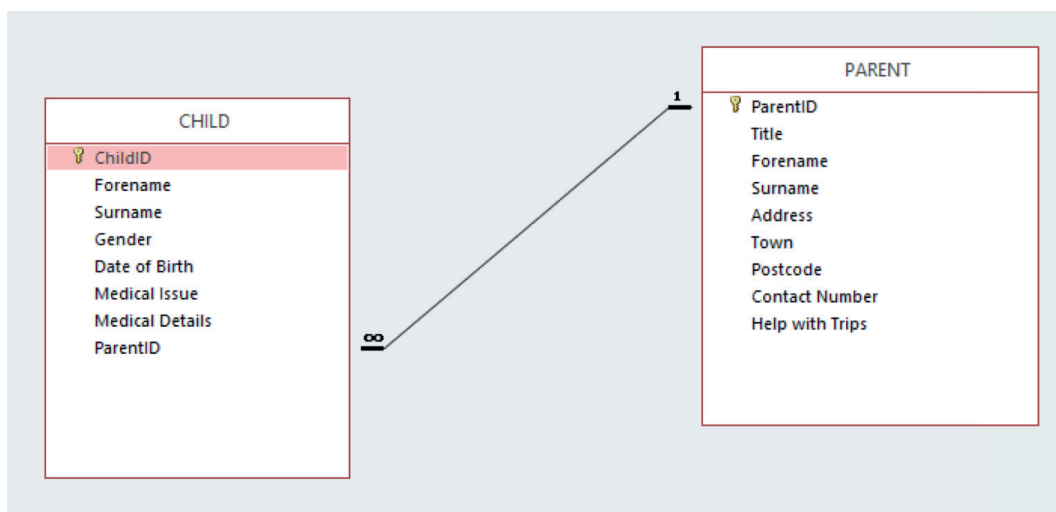 CHILD
ChildID
Forename
Surname
Gender
Date of Birth
Medical Issue
Medical Details
ParentID
∞
1
PARENT
ParentID
Title
Forename
Surname
Address
Town
Postcode
Contact Number
Help with Trips